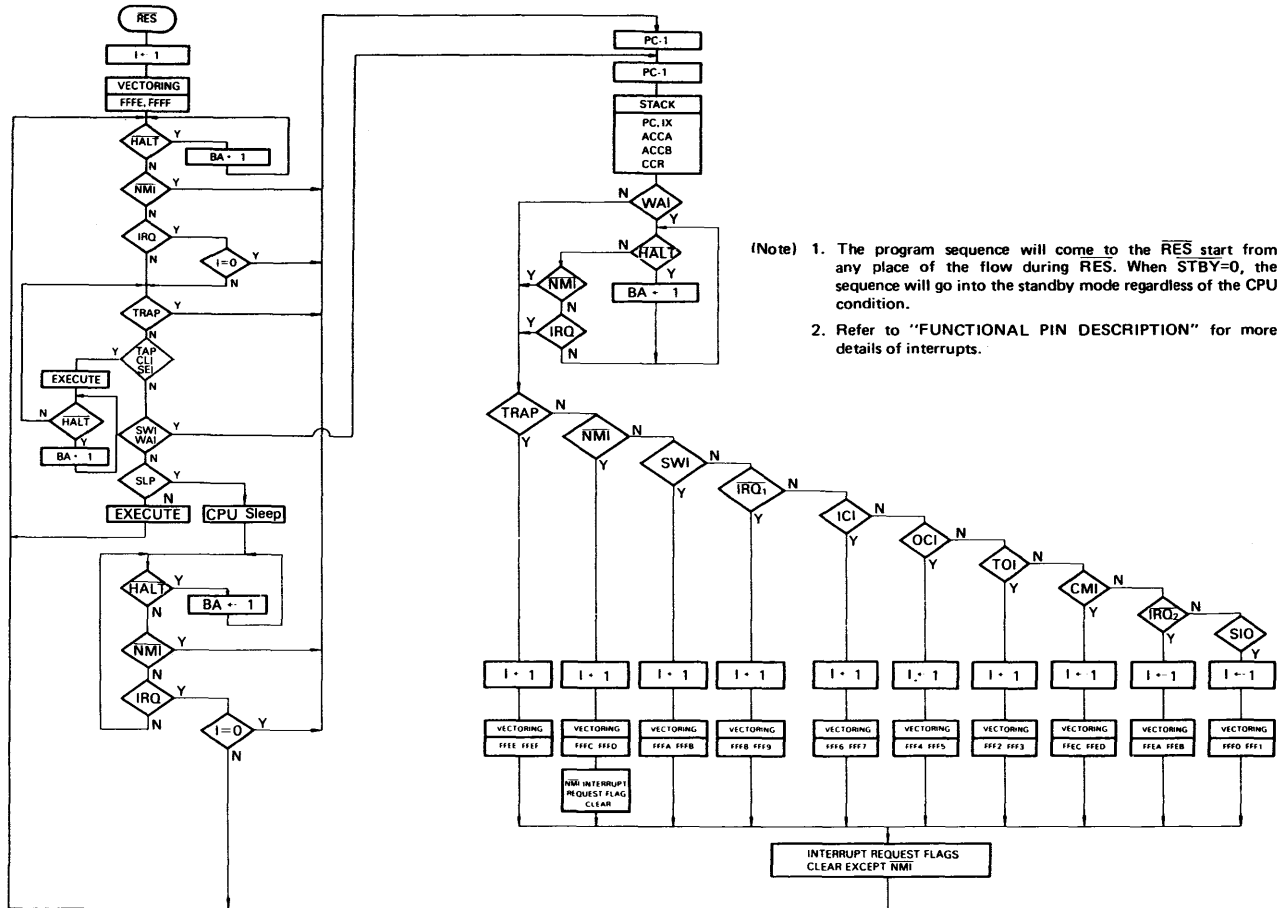 RES
I ← 1
VECTORING
FFFE, FFFF
HALT
Y
BA ← 1
N
NMI
Y
N
IRQ
Y
N
I=0
Y
N
TRAP
Y
N
Y
TAP
CLI
SEI
N
EXECUTE
N
HALT
Y
BA ← 1
SWI
WAI
Y
N
SLP
Y
N
EXECUTE
CPU Sleep
HALT
Y
BA ← 1
N
NMI
Y
N
IRQ
Y
N
I=0
Y
N
PC-1
PC-1
STACK
PC, IX
ACCA
ACCB
CCR
N
WAI
Y
N
HALT
Y
Y
NMI
N
BA ← 1
Y
IRQ
N
(Note) 1. The program sequence will come to the RES start from
any place of the flow during RES. When STBY=0, the
sequence will go into the standby mode regardless of the CPU
condition.
2. Refer to "FUNCTIONAL PIN DESCRIPTION" for more
details of interrupts.
TRAP
N
Y
NMI
N
Y
SWI
N
Y
IRQ1
N
Y
ICI
N
Y
OCI
N
Y
TOI
N
Y
CMI
N
Y
IRQ2
N
Y
SIO
Y
I ← 1
I ← 1
I ← 1
I ← 1
I ← 1
I ← 1
I ← 1
I ← 1
I ← 1
I ← 1
VECTORING
FFEE FFEF
VECTORING
FFFC FFFD
VECTORING
FFFA FFFB
VECTORING
FFF8 FFF9
VECTORING
FFF6 FFF7
VECTORING
FFF4 FFF5
VECTORING
FFF2 FFF3
VECTORING
FFEC FFED
VECTORING
FFEA FFEB
VECTORING
FFF0 FFF1
NMI INTERRUPT
REQUEST FLAG
CLEAR
INTERRUPT REQUEST FLAGS
CLEAR EXCEPT NMI